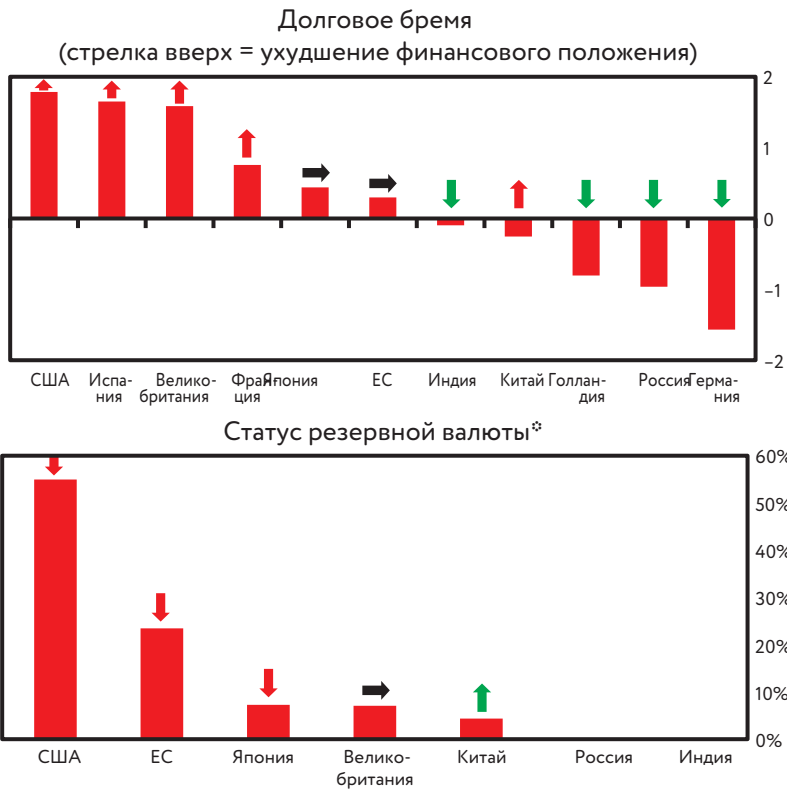 Долговое бремя
(стрелка вверх = ухудшение финансового положения)
2
1
0
–1
–2
США Испа- Велико- Фран- Япония ЕС Индия Китай Голлан- Россия Герма-
ния британия ция дия ния
Статус резервной валюты*
60%
50%
40%
30%
20%
10%
0%
США ЕС Япония Велико- Китай Россия Индия
британия